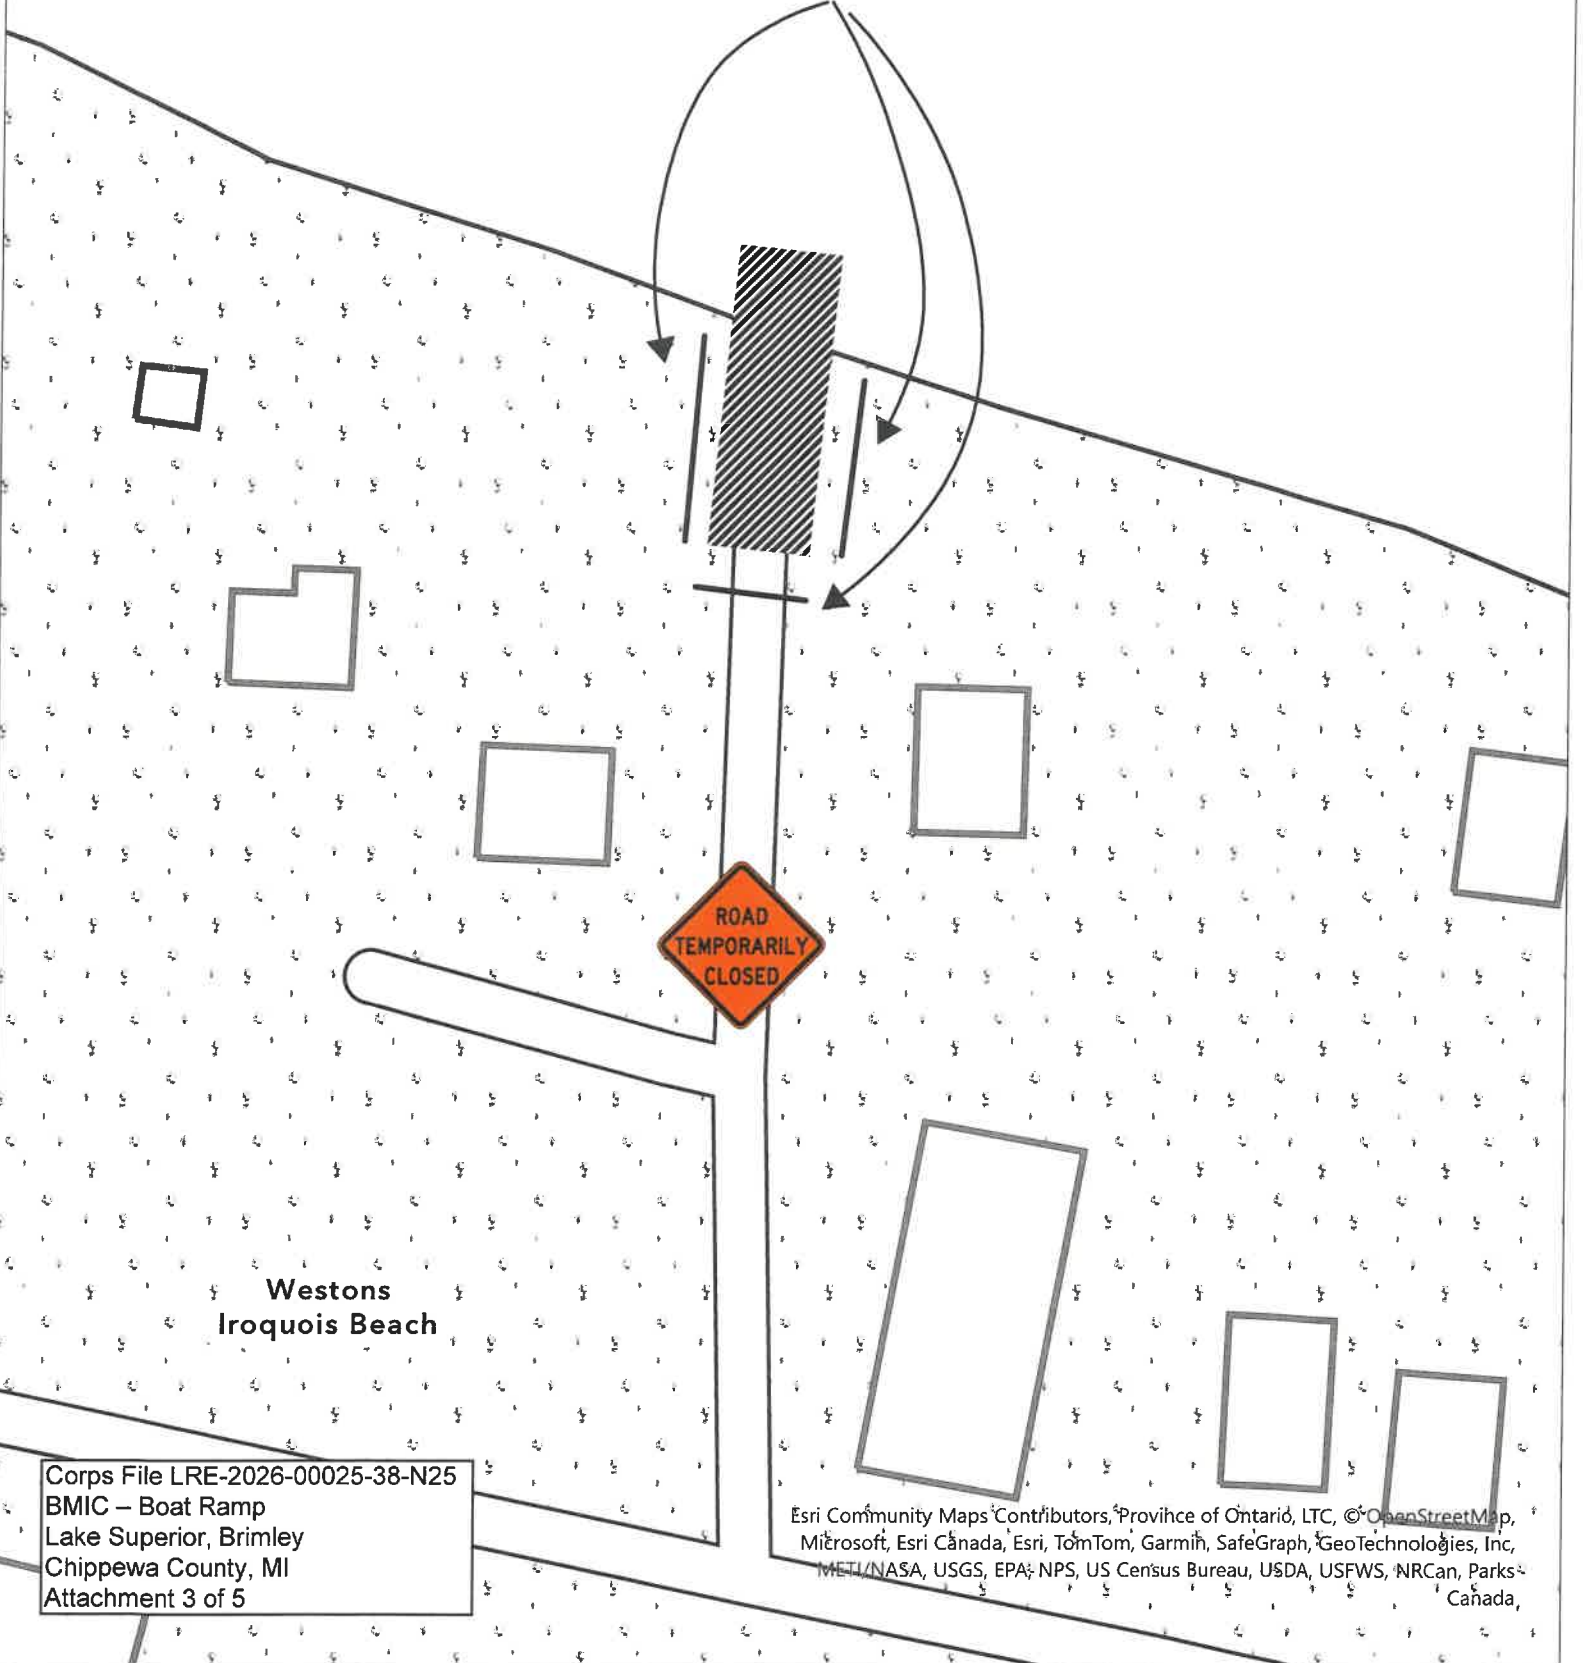 ROAD
TEMPORARILY
CLOSED
Westons
Iroquois Beach
Corps File LRE-2026-00025-38-N25
BMIC – Boat Ramp
Lake Superior, Brimley
Chippewa County, MI
Attachment 3 of 5
Esri Community Maps Contributors, Province of Ontario, LTC, © OpenStreetMap,
Microsoft, Esri Canada, Esri, TomTom, Garmin, SafeGraph, GeoTechnologies, Inc,
METI/NASA, USGS, EPA, NPS, US Census Bureau, USDA, USFWS, NRCan, Parks
Canada,